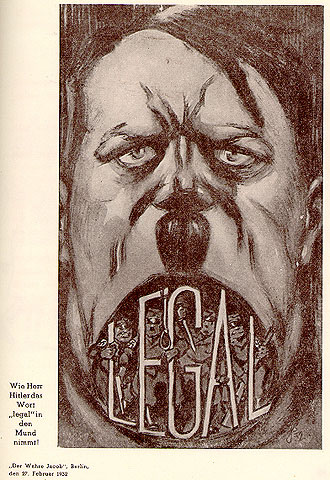 LEGAL
Wie Herr
Hitler das
Wort
„legal“ in
den
Mund
nimmt!
„Der Wahre Jacob“, Berlin,
den 27. Februar 1932